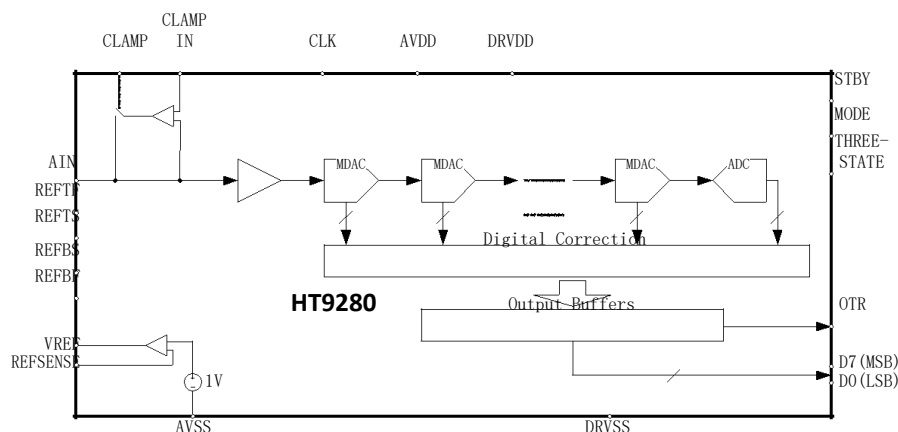 CLAMP
CLAMP IN
CLK
AVDD
DRVDD
STBY
MODE
THREE-
STATE
AIN
REFTF
REFTS
REFBS
REFBF
MDAC
MDAC
MDAC
ADC
Digital Correction
HT9280
Output Buffers
OTR
VREF
REFSENSE
1V
D7(MSB)
D0(LSB)
AVSS
DRVSS